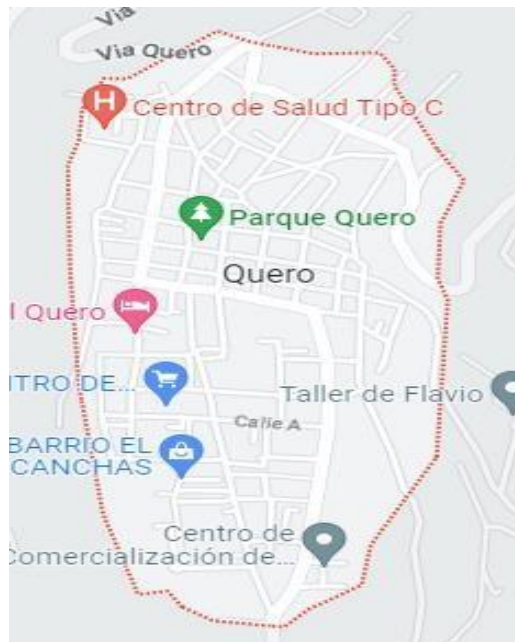 Via
Via Quero
H
Centro de Salud Tipo C
Parque Quero
Quero
l Quero
NTRO DE...
Taller de Flavio
Calle A
BARRIO EL
CANCHAS
Centro de
Comercialización de...